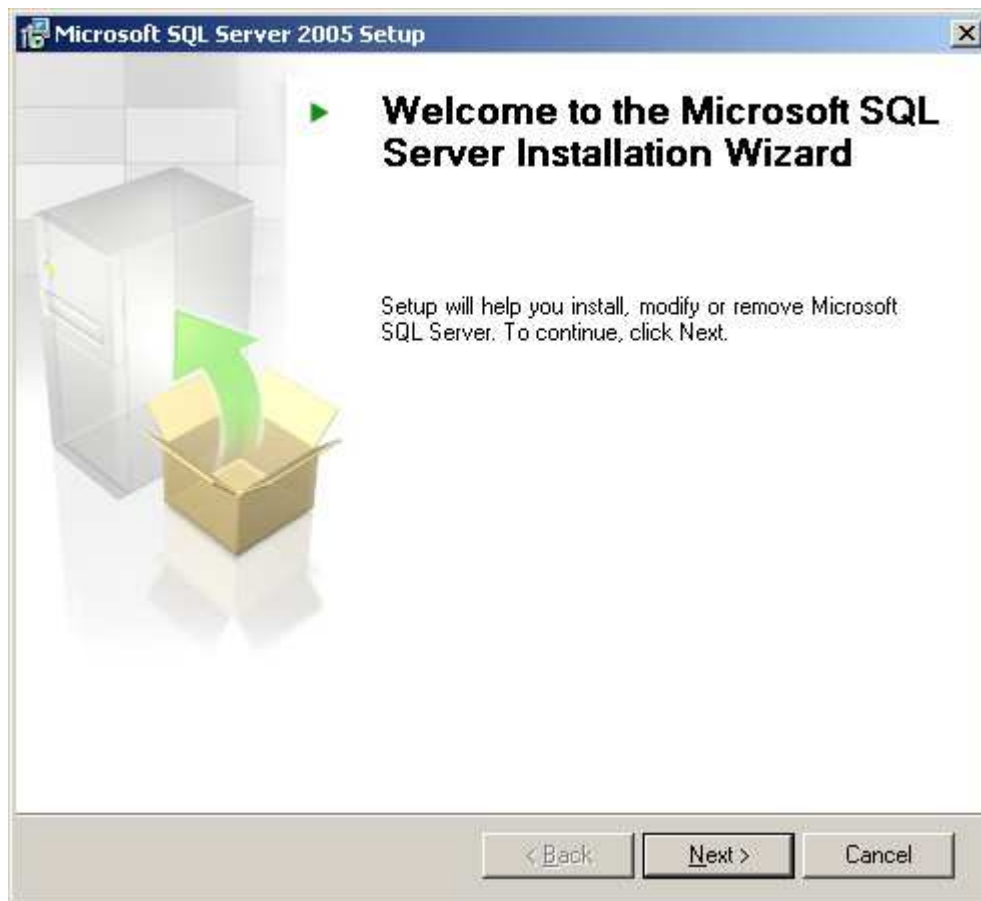 Microsoft SQL Server 2005 Setup
Welcome to the Microsoft SQL
Server Installation Wizard
Setup will help you install, modify or remove Microsoft
SQL Server. To continue, click Next.
< Back
Next >
Cancel